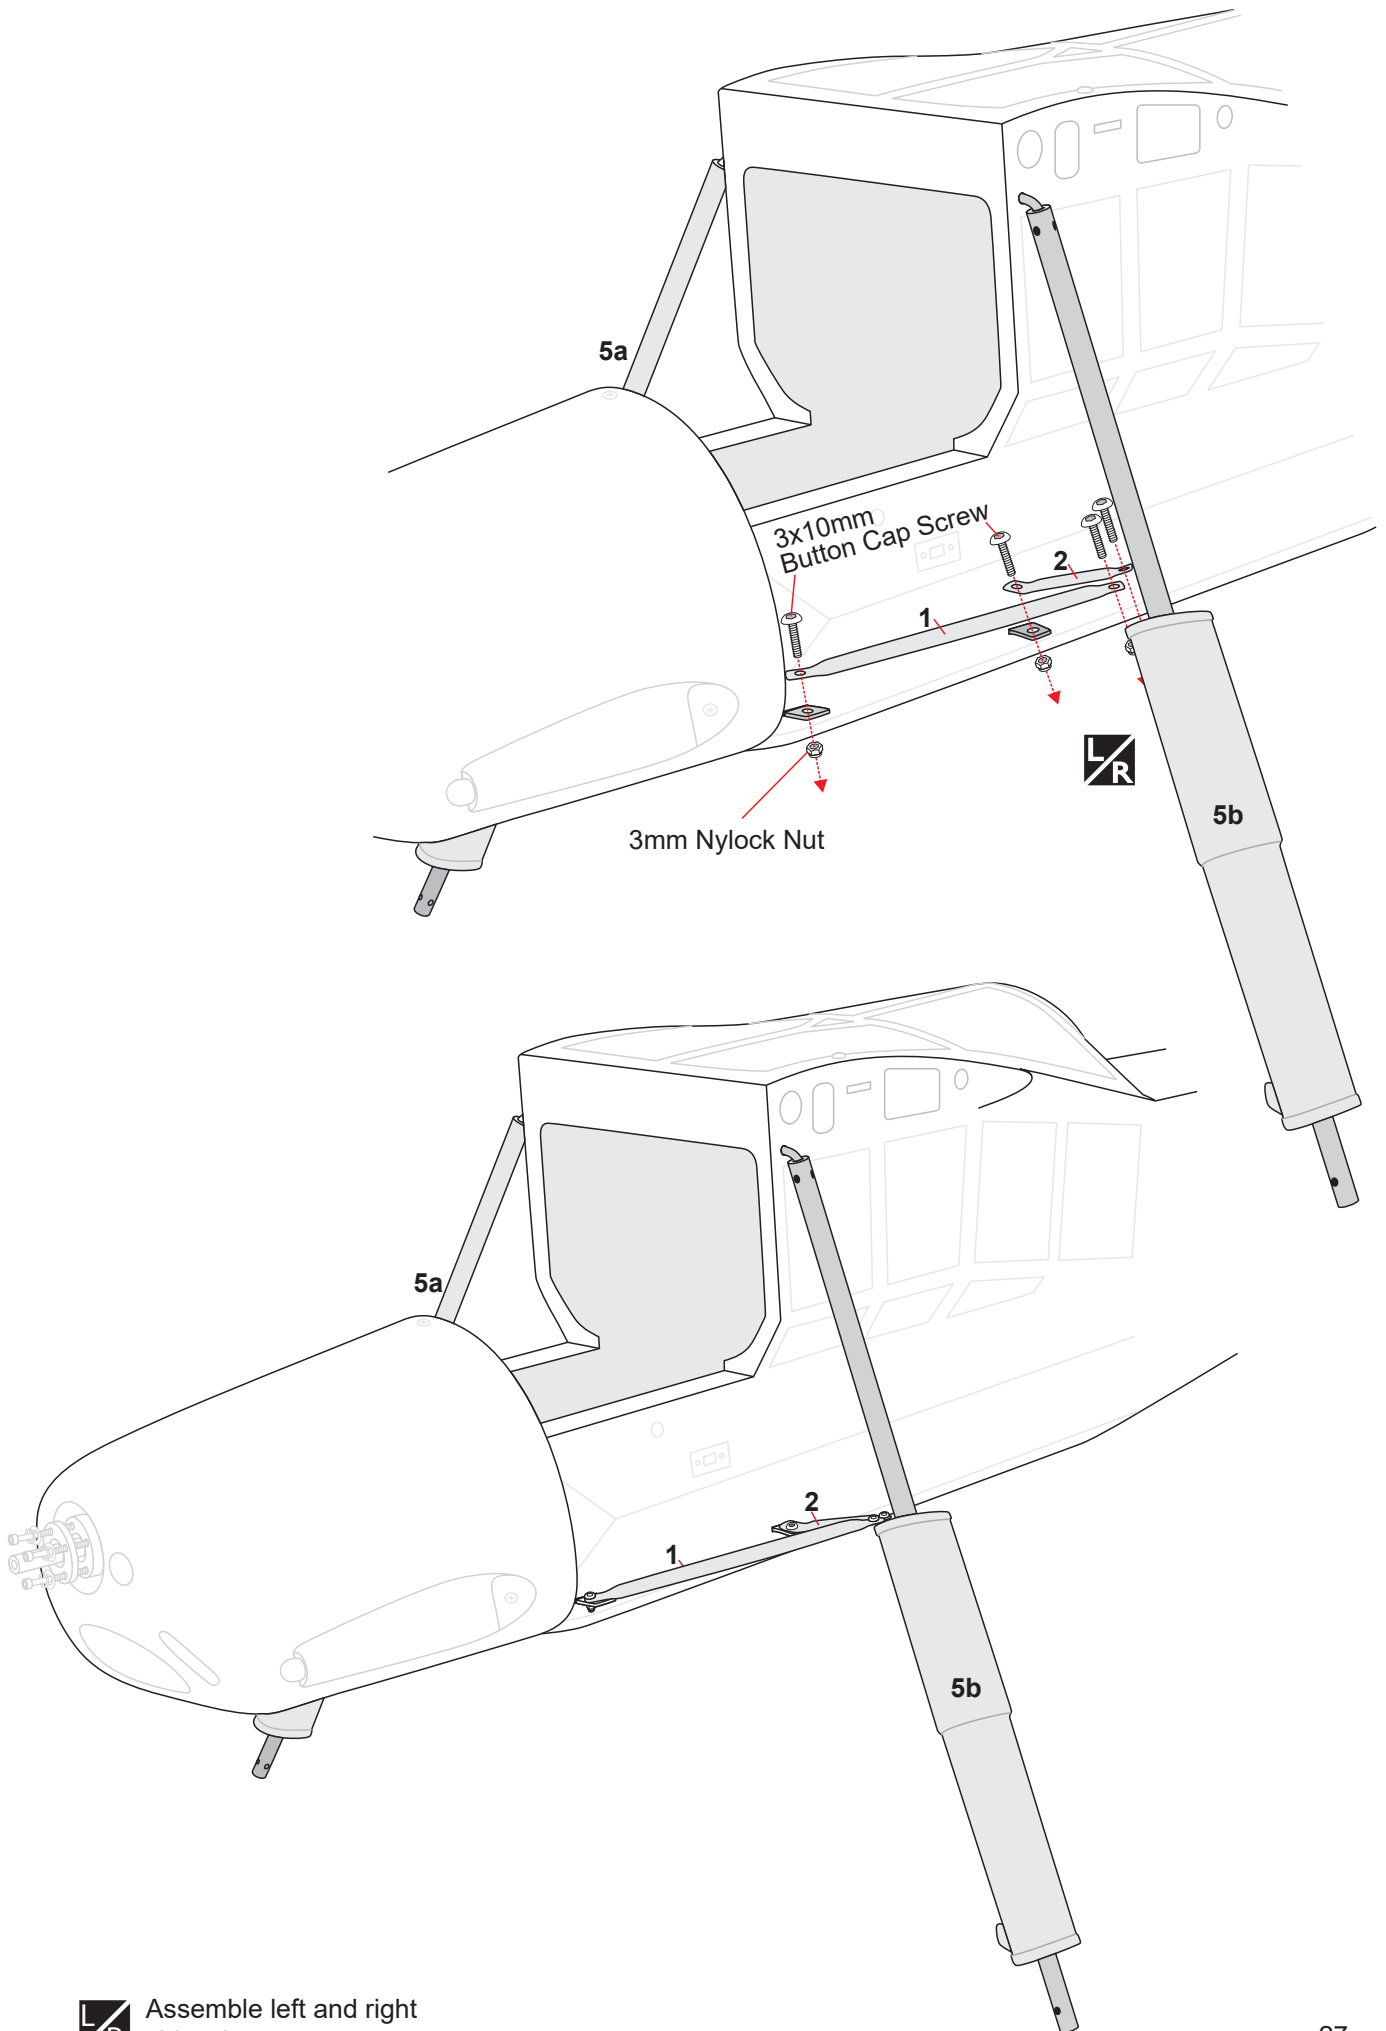 5a
3x10mm
Button Cap Screw
2
1
L/R
5b
3mm Nylock Nut
5a
2
1
5b
L/R
Assemble left and right